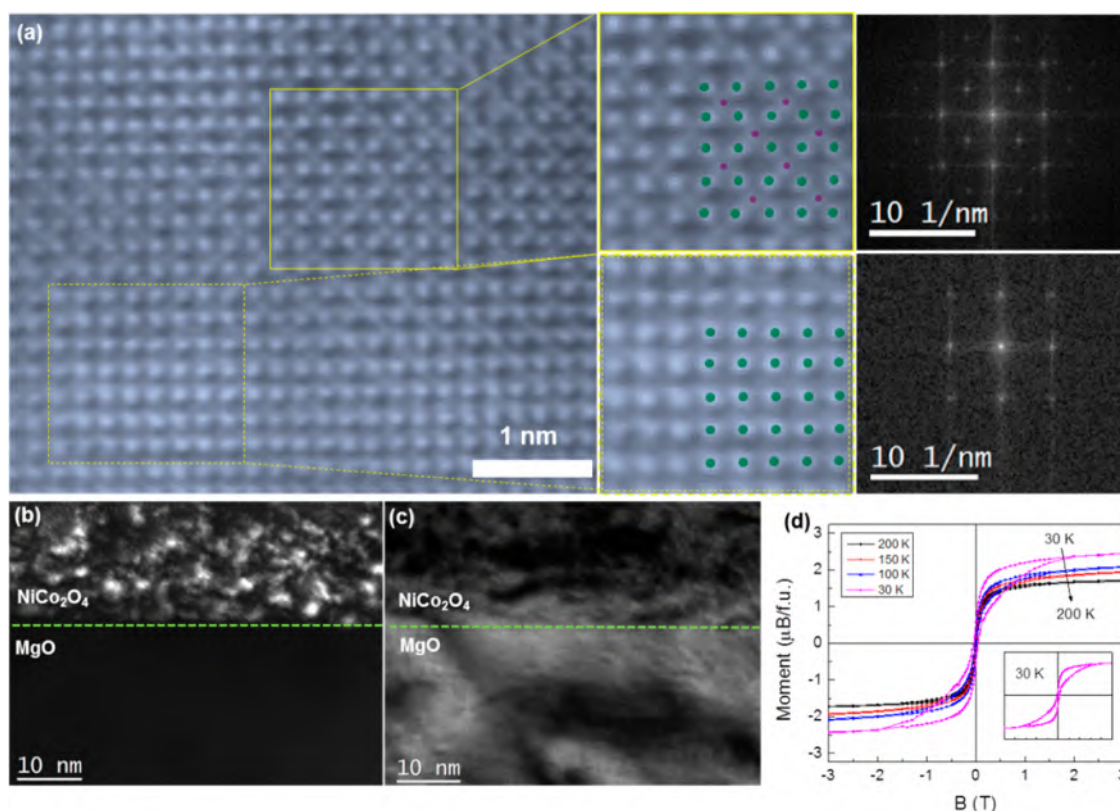 (a)
10 1/nm
1 nm
10 1/nm
(b)
NiCo₂O₄
MgO
10 nm
(c)
NiCo₂O₄
MgO
10 nm
(d)
Moment (μB/f.u.)
3
2
1
0
-1
-2
-3
200 K
150 K
100 K
30 K
30 K
200 K
30 K
-3 -2 -1 0 1 2 3
B (T)